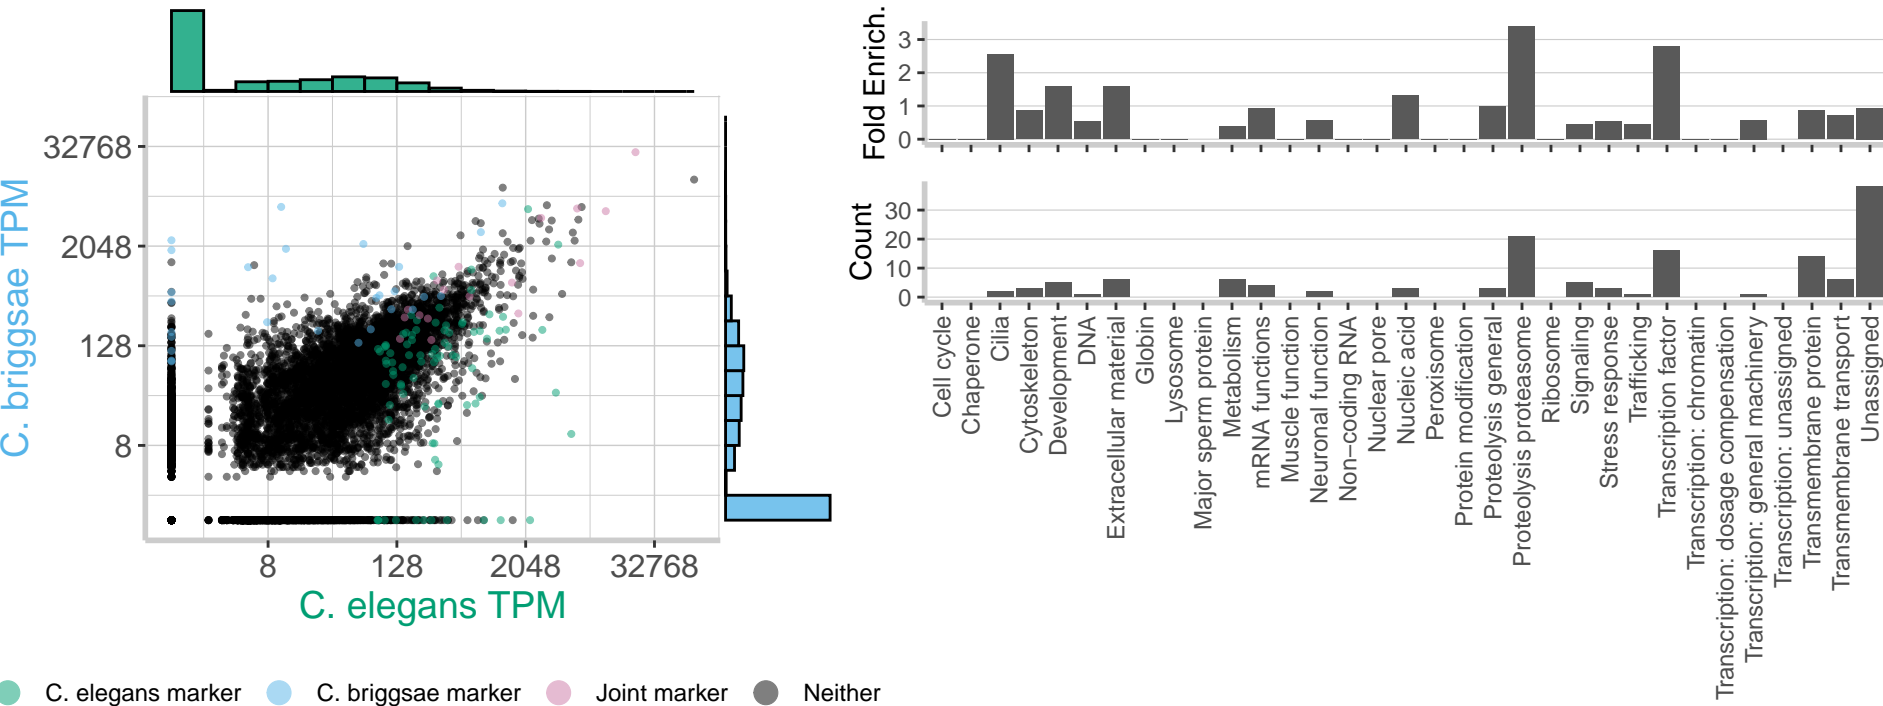 32768
2048
128
8
C. briggsae TPM
8
128
2048
32768
C. elegans TPM
C. elegans marker
C. briggsae marker
Joint marker
Neither
Fold Enrich.
3
2
1
0
Count
30
20
10
0
Cell cycle
Chaperone
Cilia
Cytoskeleton
Development
DNA
Extracellular material
Globin
Lysosome
Major sperm protein
Metabolism
mRNA functions
Muscle function
Neuronal function
Non−coding RNA
Nuclear pore
Nucleic acid
Peroxisome
Protein modification
Proteolysis general
Proteolysis proteasome
Ribosome
Signaling
Stress response
Trafficking
Transcription factor
Transcription: chromatin
Transcription: dosage compensation
Transcription: general machinery
Transcription: unassigned
Transmembrane protein
Transmembrane transport
Unassigned